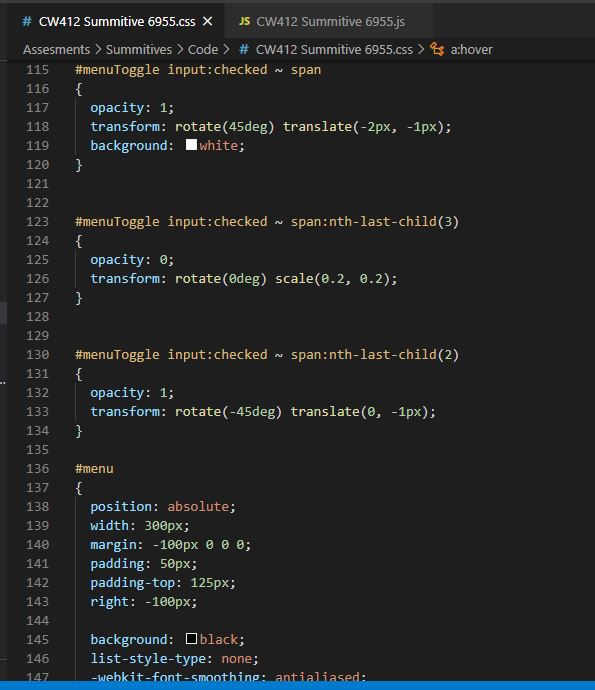 # CW412 Summitive 6955.css × JS CW412 Summitive 6955.js
Assesments > Summitives > Code > # CW412 Summitive 6955.css > a:hover
115 #menuToggle input:checked ~ span
116 {
117 opacity: 1;
118 transform: rotate(45deg) translate(-2px, -1px);
119 background: white;
120 }
121
122
123 #menuToggle input:checked ~ span:nth-last-child(3)
124 {
125 opacity: 0;
126 transform: rotate(0deg) scale(0.2, 0.2);
127 }
128
129
130 #menuToggle input:checked ~ span:nth-last-child(2)
131 {
132 opacity: 1;
133 transform: rotate(-45deg) translate(0, -1px);
134 }
135
136 #menu
137 {
138 position: absolute;
139 width: 300px;
140 margin: -100px 0 0 0;
141 padding: 50px;
142 padding-top: 125px;
143 right: -100px;
144
145 background: black;
146 list-style-type: none;
147 -webkit-font-smoothing: antialiased;